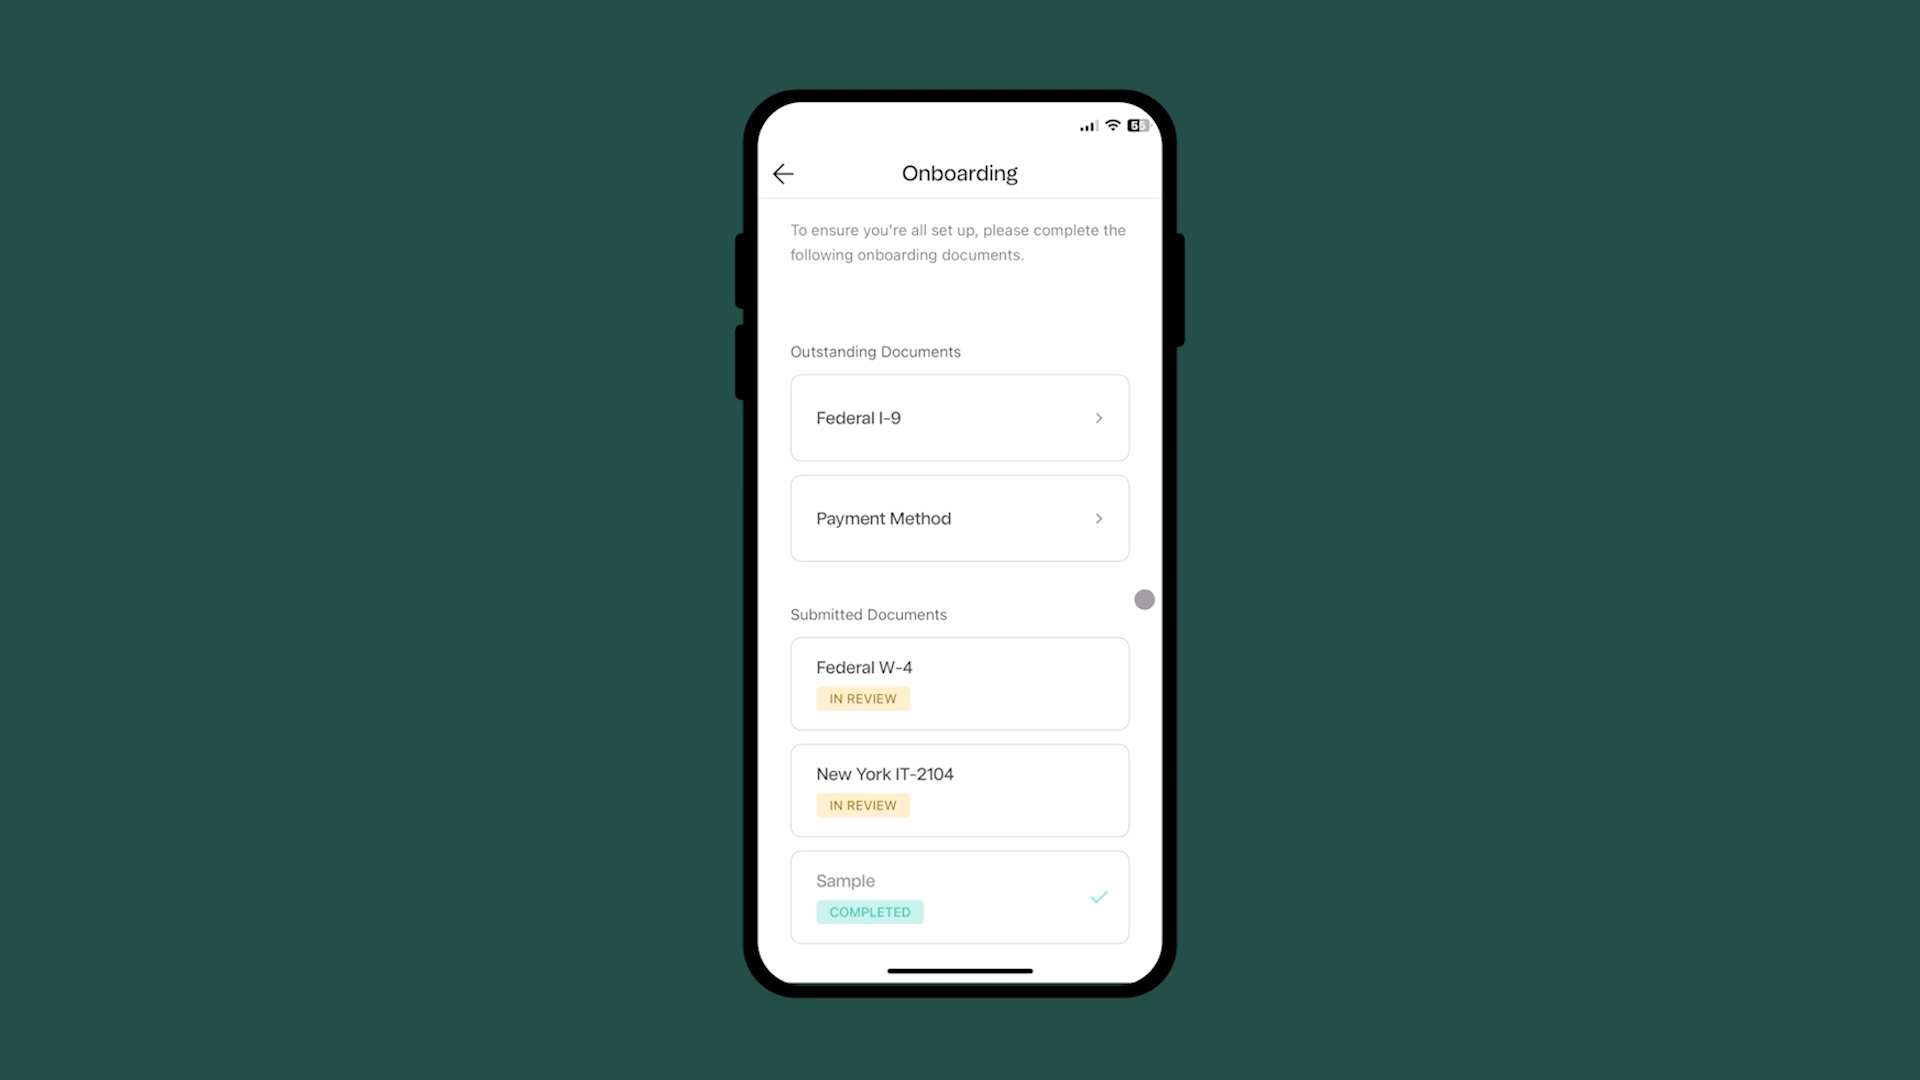 55
Onboarding
To ensure you’re all set up, please complete the
following onboarding documents.
Outstanding Documents
Federal I-9
Payment Method
Submitted Documents
Federal W-4
IN REVIEW
New York IT-2104
IN REVIEW
Sample
COMPLETED